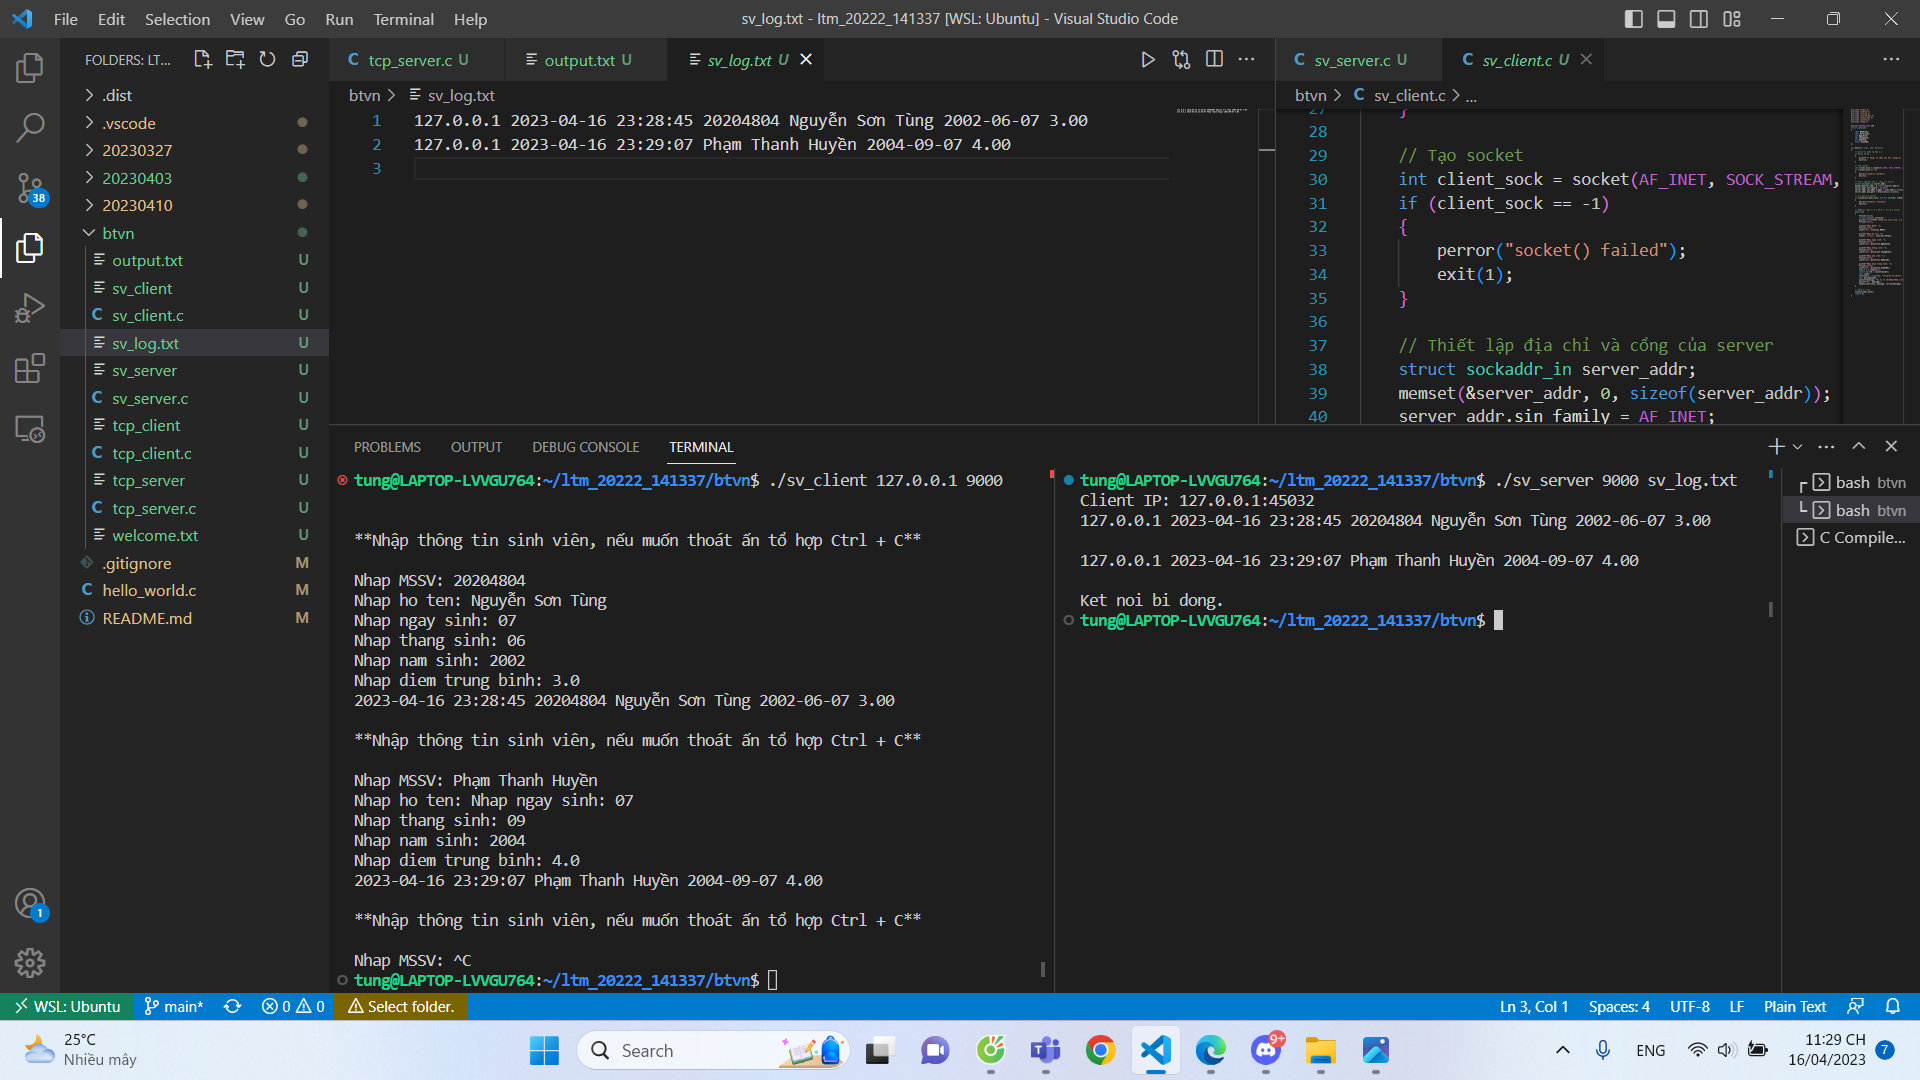 File Edit Selection View Go Run Terminal Help
sv_log.txt - ltm_20222_141337 [WSL: Ubuntu] - Visual Studio Code
FOLDERS: LT...
.dist
.vscode
20230327
20230403
20230410
btvn
output.txt U
sv_client U
sv_client.c U
sv_log.txt U
sv_server U
sv_server.c U
tcp_client U
tcp_client.c U
tcp_server U
tcp_server.c U
welcome.txt U
.gitignore M
hello_world.c M
README.md M
38
1
tcp_server.c U
output.txt U
sv_log.txt U
btvn > sv_log.txt
1 127.0.0.1 2023-04-16 23:28:45 20204804 Nguyễn Sơn Tùng 2002-06-07 3.00
2 127.0.0.1 2023-04-16 23:29:07 Phạm Thanh Huyền 2004-09-07 4.00
3
sv_server.c U
sv_client.c U
btvn > C sv_client.c > ...
27 }
28
29 // Tạo socket
30 int client_sock = socket(AF_INET, SOCK_STREAM,
31 if (client_sock == -1)
32 {
33 perror("socket() failed");
34 exit(1);
35 }
36
37 // Thiết lập địa chỉ và cổng của server
38 struct sockaddr_in server_addr;
39 memset(&server_addr, 0, sizeof(server_addr));
40 server_addr.sin_family = AF_INET;
PROBLEMS OUTPUT DEBUG CONSOLE TERMINAL
tung@LAPTOP-LVVGU764:~/ltm_20222_141337/btvn$ ./sv_client 127.0.0.1 9000
**Nhập thông tin sinh viên, nếu muốn thoát ấn tổ hợp Ctrl + C**
Nhap MSSV: 20204804
Nhap ho ten: Nguyễn Sơn Tùng
Nhap ngay sinh: 07
Nhap thang sinh: 06
Nhap nam sinh: 2002
Nhap diem trung binh: 3.0
2023-04-16 23:28:45 20204804 Nguyễn Sơn Tùng 2002-06-07 3.00
**Nhập thông tin sinh viên, nếu muốn thoát ấn tổ hợp Ctrl + C**
Nhap MSSV: Phạm Thanh Huyền
Nhap ho ten: Nhap ngay sinh: 07
Nhap thang sinh: 09
Nhap nam sinh: 2004
Nhap diem trung binh: 4.0
2023-04-16 23:29:07 Phạm Thanh Huyền 2004-09-07 4.00
**Nhập thông tin sinh viên, nếu muốn thoát ấn tổ hợp Ctrl + C**
Nhap MSSV: ^C
tung@LAPTOP-LVVGU764:~/ltm_20222_141337/btvn$
tung@LAPTOP-LVVGU764:~/ltm_20222_141337/btvn$ ./sv_server 9000 sv_log.txt
Client IP: 127.0.0.1:45032
127.0.0.1 2023-04-16 23:28:45 20204804 Nguyễn Sơn Tùng 2002-06-07 3.00
127.0.0.1 2023-04-16 23:29:07 Phạm Thanh Huyền 2004-09-07 4.00
Ket noi bi dong.
tung@LAPTOP-LVVGU764:~/ltm_20222_141337/btvn$
bash btvn
bash btvn
C Compile...
WSL: Ubuntu main* 0 0 Select folder.
Ln 3, Col 1 Spaces: 4 UTF-8 LF Plain Text
25°C
Nhiều mây
Search
9+
ENG
11:29 CH
16/04/2023
7